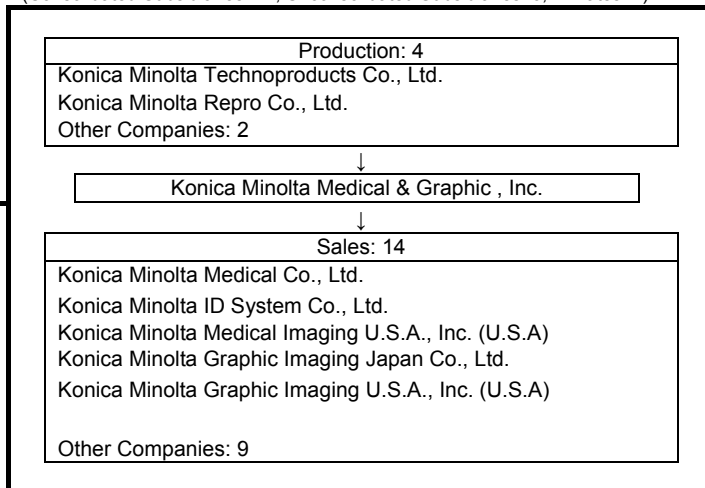 Production: 4
Konica Minolta Technoproducts Co., Ltd.
Konica Minolta Repro Co., Ltd.
Other Companies: 2
↓
Konica Minolta Medical & Graphic , Inc.
↓
Sales: 14
Konica Minolta Medical Co., Ltd.
Konica Minolta ID System Co., Ltd.
Konica Minolta Medical Imaging U.S.A., Inc. (U.S.A)
Konica Minolta Graphic Imaging Japan Co., Ltd.
Konica Minolta Graphic Imaging U.S.A., Inc. (U.S.A)
Other Companies: 9